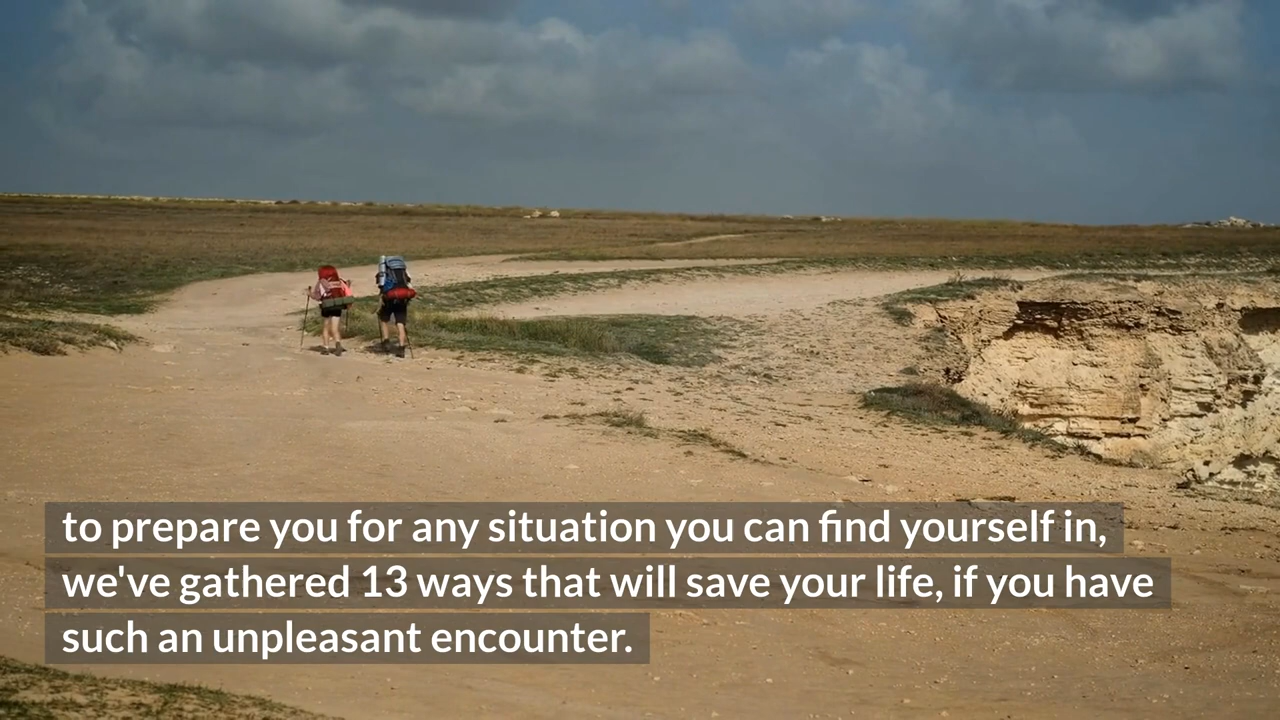 to prepare you for any situation you can find yourself in,
we've gathered 13 ways that will save your life, if you have
such an unpleasant encounter.